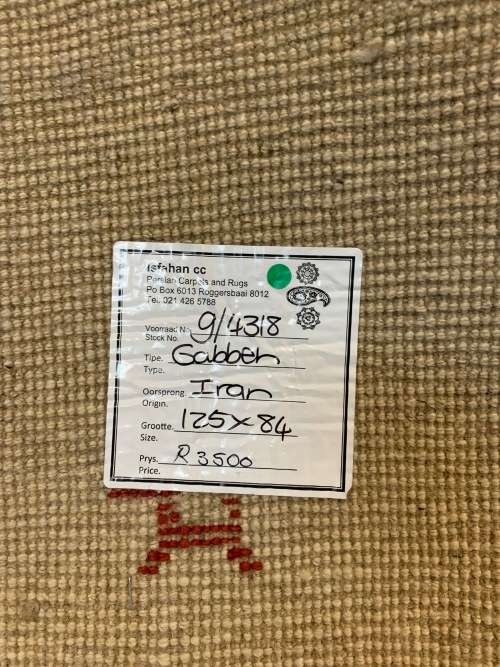 Isfahan cc
Persian Carpets and Rugs
Po Box 6013 Roggersbaai 8012
Tel. 021 426 5788
Voorraad No. 9/4318
Stock No.
Tipe. Gabbeh
Type.
Oorsprong. Iran
Origin.
Grootte. 125x84
Size.
Prys. R3500
Price.